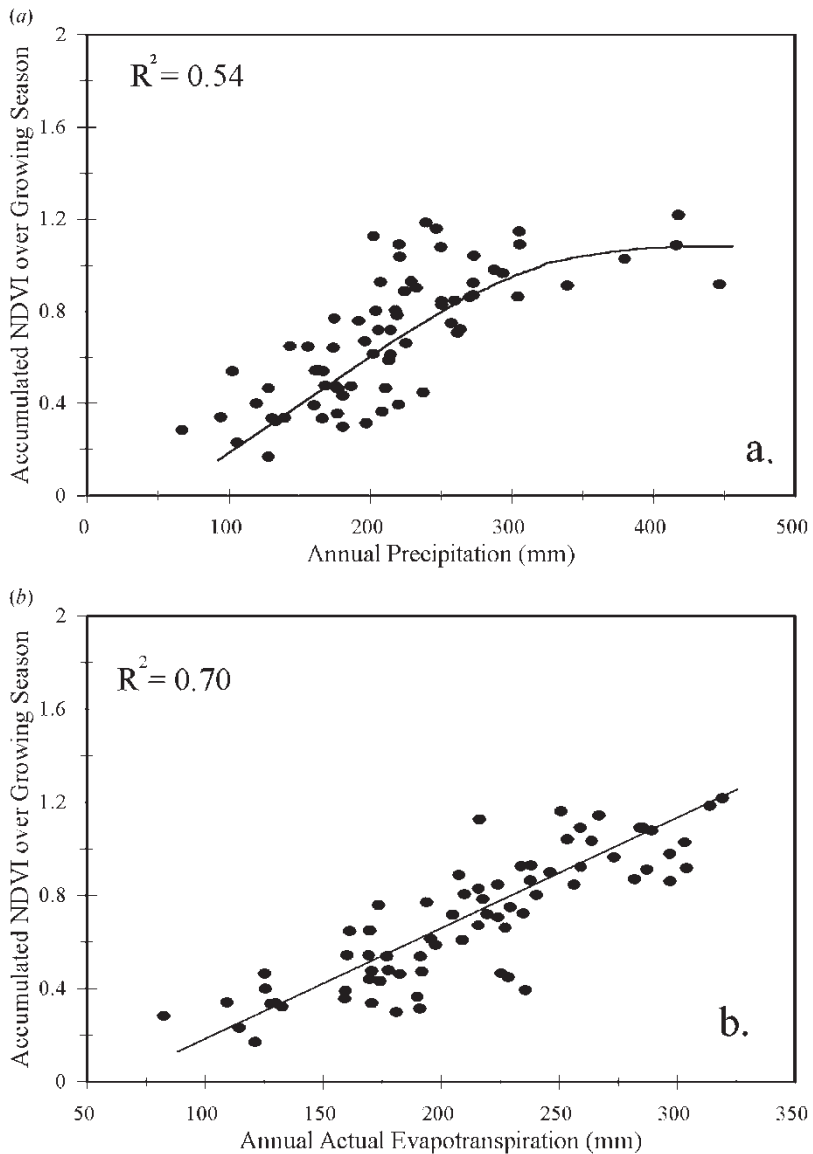 (a)
2
R² = 0.54
1.6
1.2
0.8
0.4
0
a.
0 100 200 300 400 500
Annual Precipitation (mm)
Accumulated NDVI over Growing Season
(b)
2
R² = 0.70
1.6
1.2
0.8
0.4
0
b.
50 100 150 200 250 300 350
Annual Actual Evapotranspiration (mm)
Accumulated NDVI over Growing Season